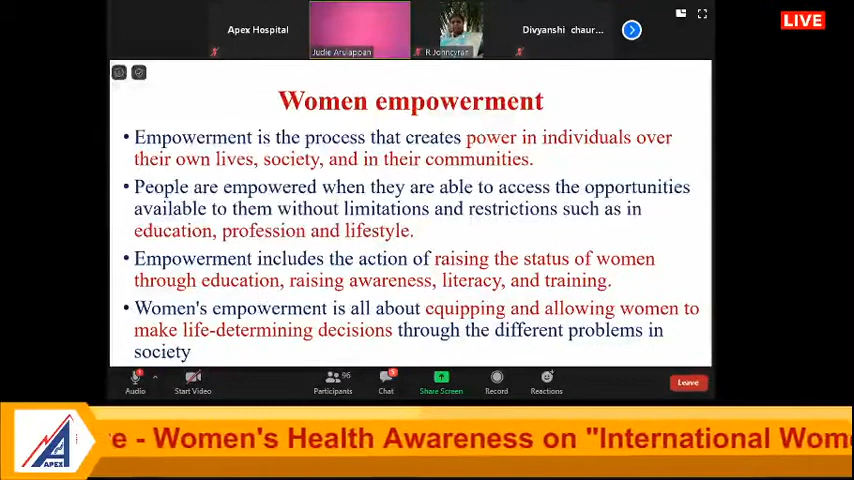 Apex Hospital
Judie Arulappan
R.Johncyrani
Divyanshi chaur...
LIVE
Women empowerment
• Empowerment is the process that creates power in individuals over
their own lives, society, and in their communities.
• People are empowered when they are able to access the opportunities
available to them without limitations and restrictions such as in
education, profession and lifestyle.
• Empowerment includes the action of raising the status of women
through education, raising awareness, literacy, and training.
• Women's empowerment is all about equipping and allowing women to
make life-determining decisions through the different problems in
society
Audio
Start Video
96
Participants
Chat
Share Screen
Record
Reactions
Leave
APEX
re - Women's Health Awareness on "International Wome